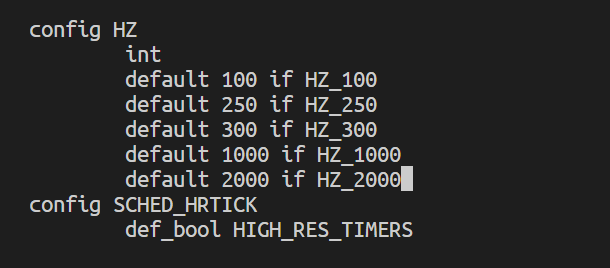 config HZ
int
default 100 if HZ_100
default 250 if HZ_250
default 300 if HZ_300
default 1000 if HZ_1000
default 2000 if HZ_2000
config SCHED_HRTICK
def_bool HIGH_RES_TIMERS